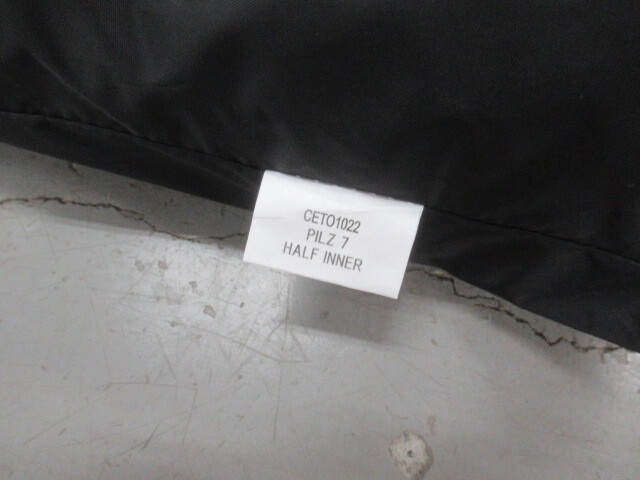 CETO1022
PILZ 7
HALF INNER